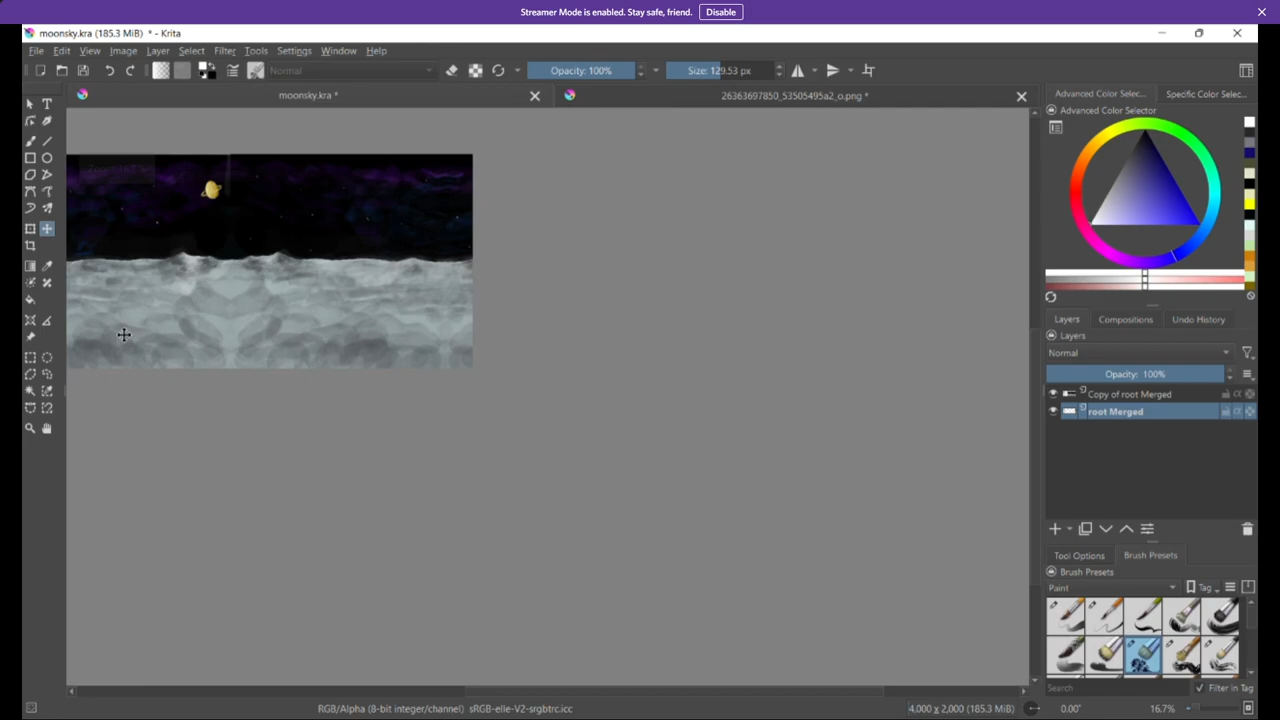 Streamer Mode is enabled. Stay safe, friend. Disable
moonsky.kra (185.3 MiB) * - Krita
File Edit View Image Layer Select Filter Tools Settings Window Help
Normal Opacity: 100% Size: 129.53 px
moonsky.kra * 26363697850_53505495a2_o.png *
Advanced Color Selec... Specific Color Selec...
Advanced Color Selector
Layers Compositions Undo History
Layers
Normal
Opacity: 100%
Copy of root Merged
root Merged
Tool Options Brush Presets
Brush Presets
Paint Tag
Search Filter in Tag
RGB/Alpha (8-bit integer/channel) sRGB-elle-V2-srgbtrc.icc 4,000 x 2,000 (185.3 MiB) 0.00° 16.7%